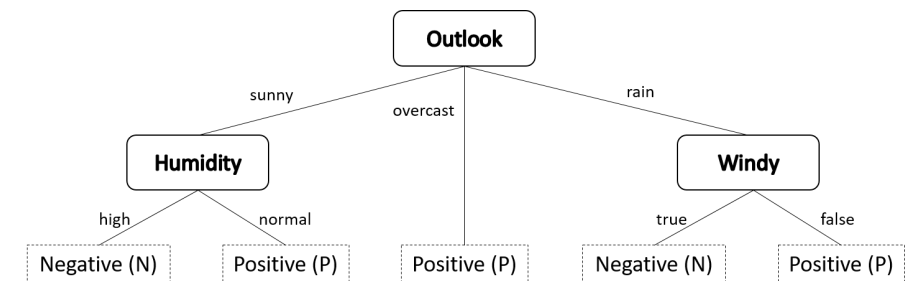 Outlook
sunny
overcast
rain
Humidity
Windy
high
normal
true
false
Negative (N)
Positive (P)
Positive (P)
Negative (N)
Positive (P)